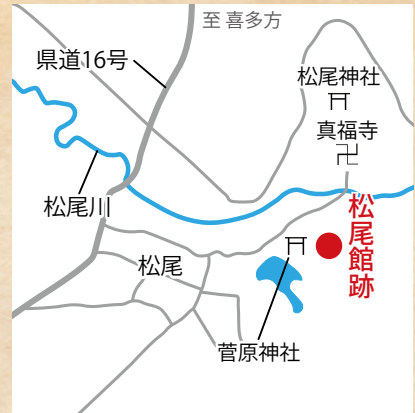 至 喜多方
県道16号
松尾神社
真福寺
松尾川
松尾館跡
松尾
菅原神社